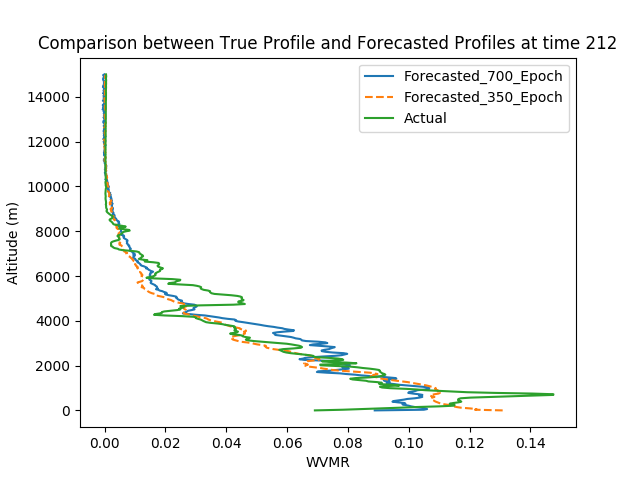 Comparison between True Profile and Forecasted Profiles at time 212
Forecasted_700_Epoch
Forecasted_350_Epoch
Actual
14000
12000
10000
8000
6000
4000
2000
0
Altitude (m)
0.00 0.02 0.04 0.06 0.08 0.10 0.12 0.14
WVMR